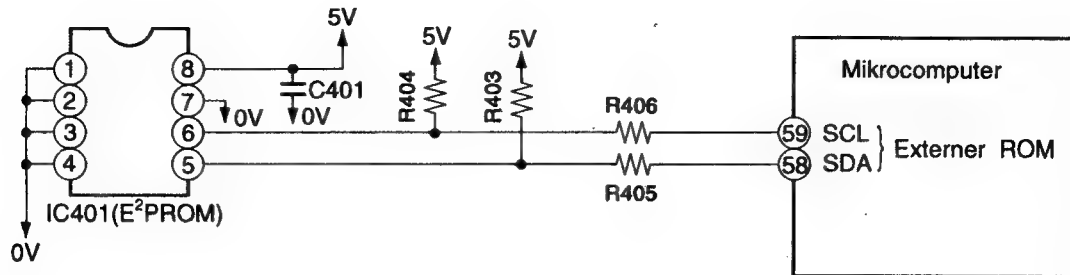 5V
5V
5V
1
8
C401
2
7
0V
0V
R404
R403
3
6
R406
4
5
R405
IC401(E²PROM)
0V
Mikrocomputer
59 SCL
58 SDA
Externer ROM